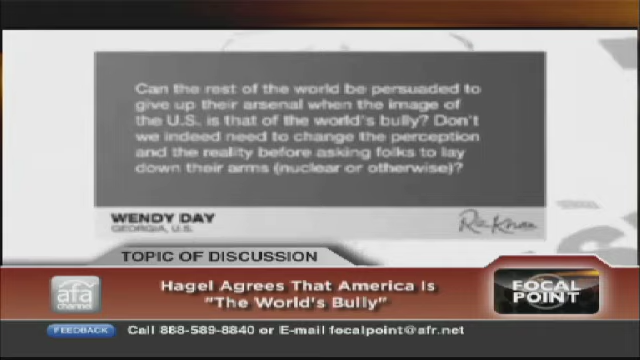 Can the rest of the world be persuaded to
give up their arsenal when the image of
the U.S. is that of the world's bully? Don't
we indeed need to change the perception
and the reality before asking folks to lay
down their arms (nuclear or otherwise)?
WENDY DAY
GEORGIA, U.S.
TOPIC OF DISCUSSION
Hagel Agrees That America Is
"The World's Bully"
afa
channel
FOCAL
POINT
FEEDBACK
Call 888-589-8840 or E-mail focalpoint@afr.net